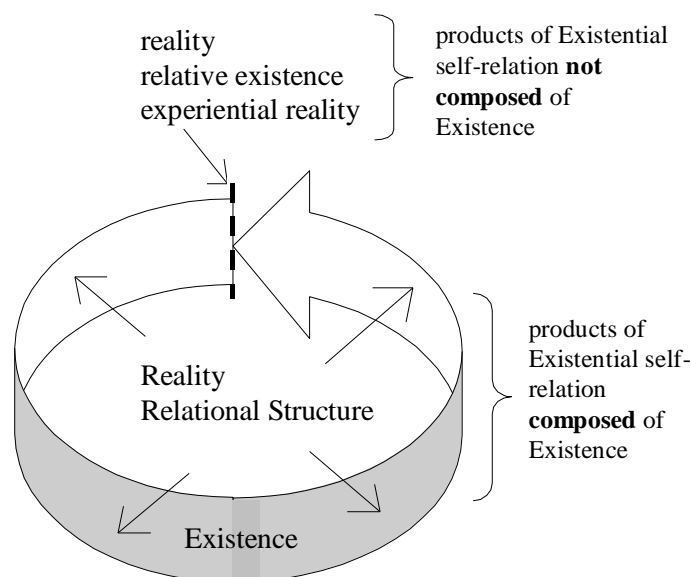 reality
relative existence
experiential reality
products of Existential
self-relation not
composed of
Existence
Reality
Relational Structure
products of
Existential self-
relation
composed of
Existence
Existence